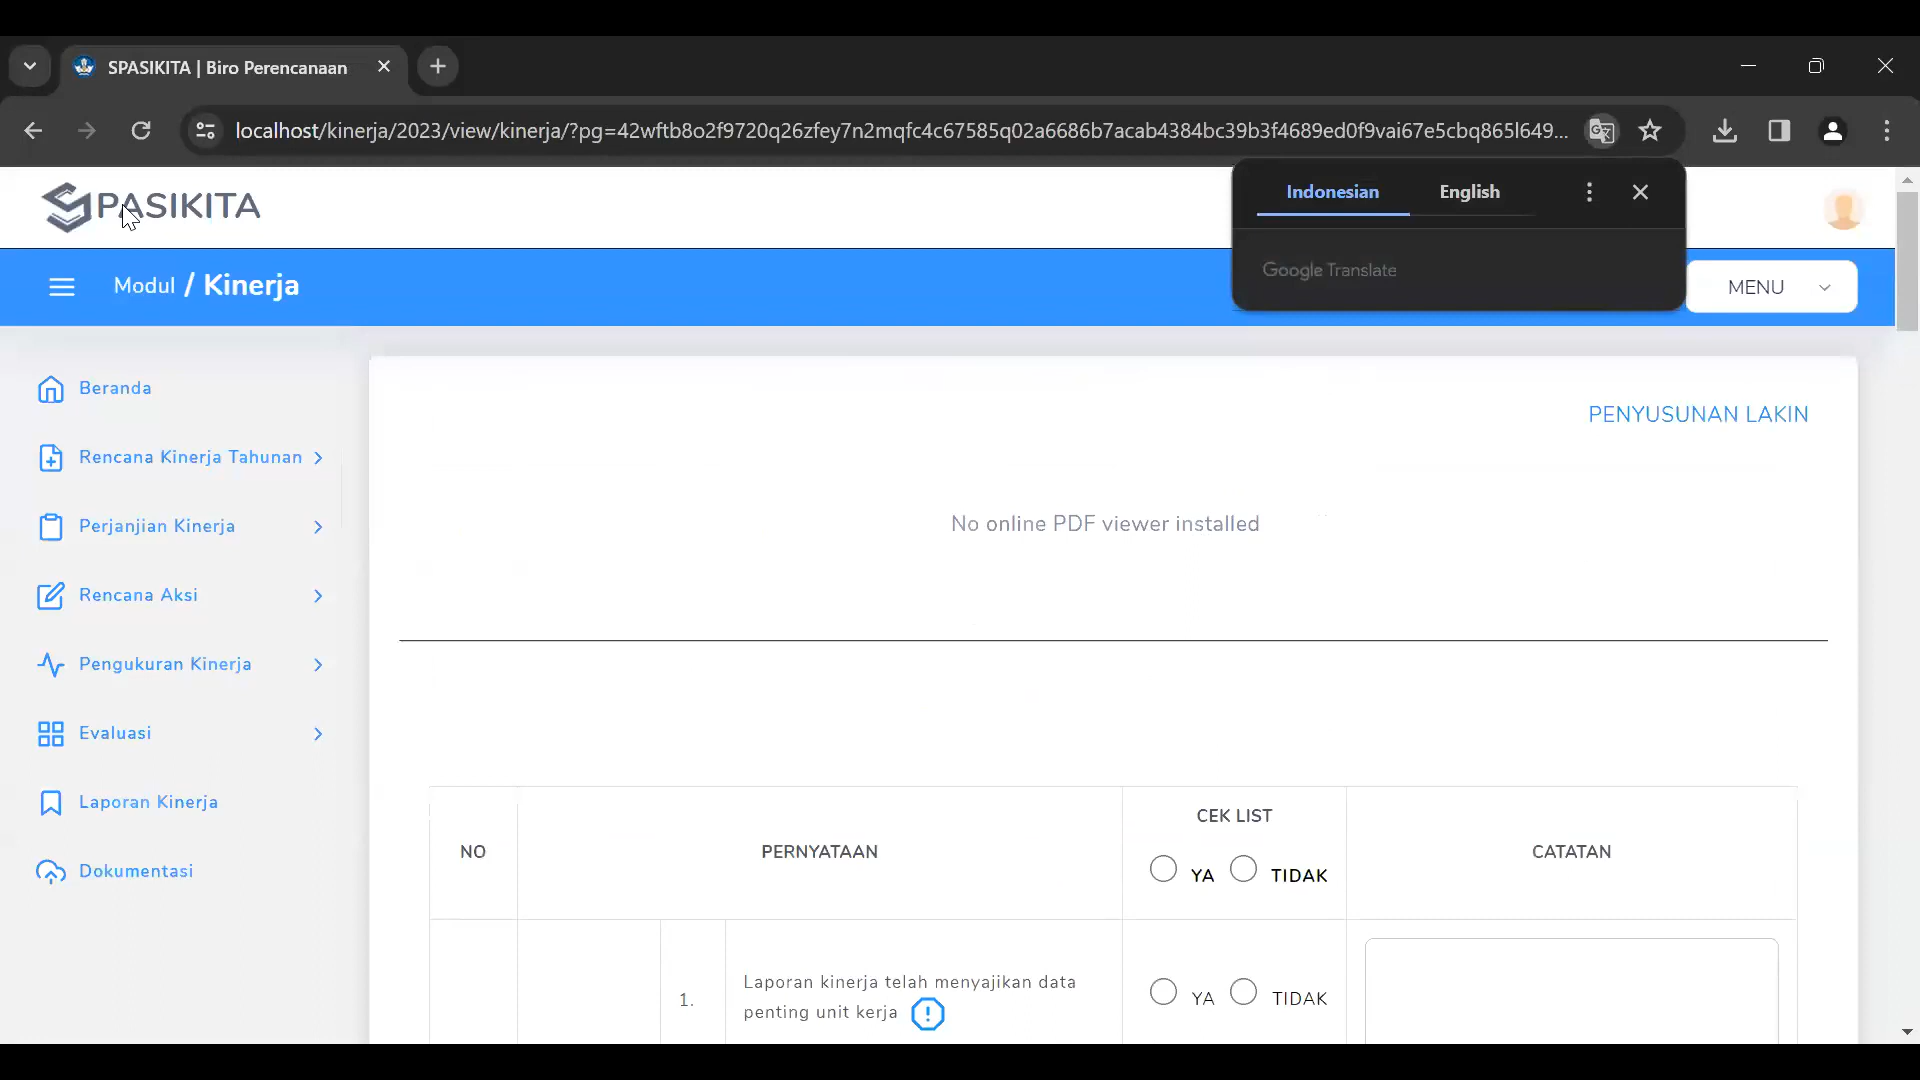 SPASIKITA | Biro Perencanaan
localhost/kinerja/2023/view/kinerja/?pg=42wftb8o2f9720q26zfey7n2mqfc4c67585q02a6686b7acab4384bc39b3f4689ed0f9vai67e5cbq865l649...
SPASIKITA
Indonesian English
Google Translate
Modul / Kinerja
MENU
Beranda
Rencana Kinerja Tahunan
Perjanjian Kinerja
Rencana Aksi
Pengukuran Kinerja
Evaluasi
Laporan Kinerja
Dokumentasi
PENYUSUNAN LAKIN
No online PDF viewer installed
NO PERNYATAAN CEK LIST CATATAN
YA TIDAK
1. Laporan kinerja telah menyajikan data
penting unit kerja
YA TIDAK